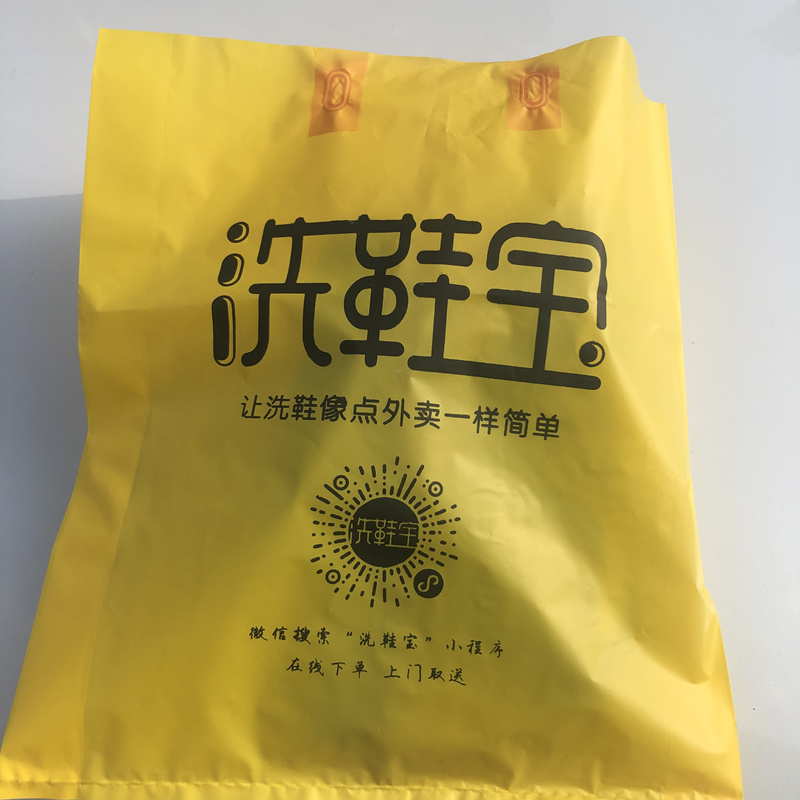 洗鞋宝
让洗鞋像点外卖一样简单
洗鞋宝
微信搜索“洗鞋宝”小程序
在线下单 上门取送